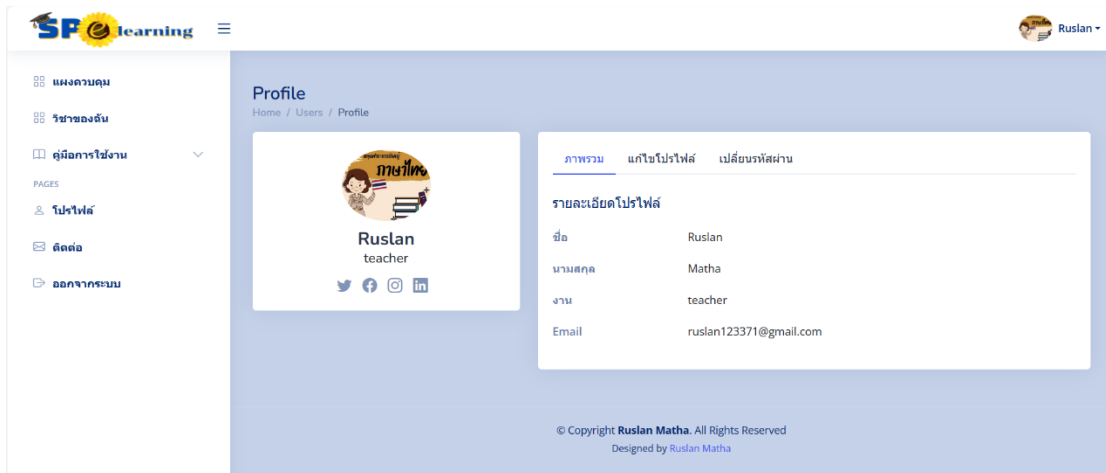 SP e learning
Ruslan
แผงควบคุม
วิชาของฉัน
คู่มือการใช้งาน
PAGES
โปรไฟล์
ติดต่อ
ออกจากระบบ
Profile
Home / Users / Profile
ภาษาไทย
Ruslan
teacher
ภาพรวม แก้ไขโปรไฟล์ เปลี่ยนรหัสผ่าน
รายละเอียดโปรไฟล์
ชื่อ Ruslan
นามสกุล Matha
งาน teacher
Email ruslan123371@gmail.com
© Copyright Ruslan Matha. All Rights Reserved
Designed by Ruslan Matha